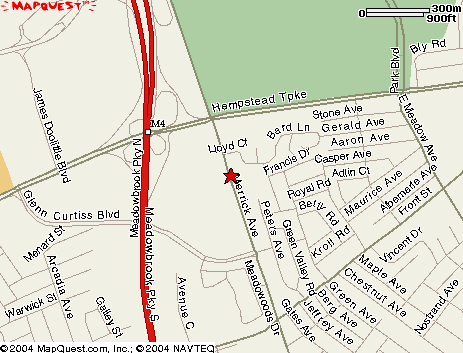 MAPQUEST
0 300m
900ft
Bly Rd
Park Blvd
Hempstead Tpke
Stone Ave
E Meadow Ave
Bard Ln
Gerald Ave
M4
James Doolittle Blvd
Lloyd Ct
Aaron Ave
Francis Dr
Casper Ave
Meadowbrook Pky N
Adlin Ct
Royal Rd
Merrick Ave
Maurice Ave
Albemarle Ave
Front St
Glenn Curtiss Blvd
Peters Ave
Berly Rd
Meadowbrook Pky S
Menard St
Kroll Rd
Vincent Dr
Green Valley Rd
Arcadia Ave
Maple Ave
Meadowoods Dr
Chestnut Ave
Warwick St
Avenue C
Green Ave
Nostrand Ave
Berg Ave
Gailey St
Jeffrey Ave
Gates Ave
© 2004 MapQuest.com, Inc.; © 2004 NAVTEQ